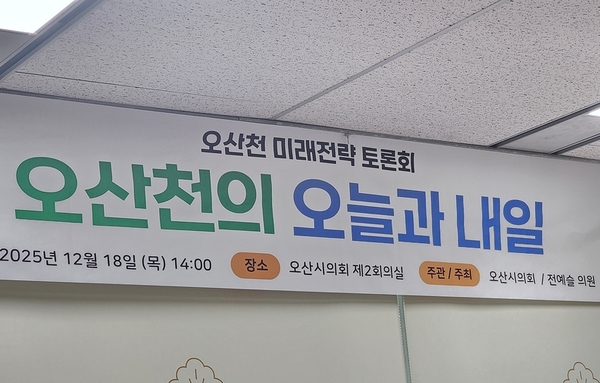 오산천 미래전략 토론회
오산천의 오늘과 내일
2025년 12월 18일 (목) 14:00 장소 오산시의회 제2회의실 주관 / 주최 오산시의회 / 전예슬 의원